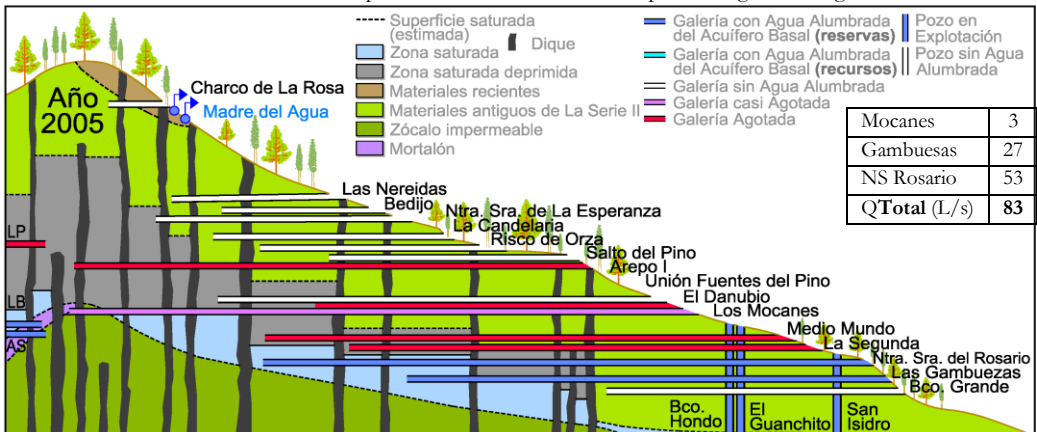 Superficie saturada
(estimada)
Zona saturada
Dique
Zona saturada deprimida
Materiales recientes
Materiales antiguos de La Serie II
Zócalo impermeable
Mortalón
Galería con Agua Alumbrada
del Acuífero Basal (reservas)
Galería con Agua Alumbrada
del Acuífero Basal (recursos)
Galería sin Agua Alumbrada
Galería casi Agotada
Galería Agotada
Pozo en
Explotación
Pozo sin Agua
Alumbrada
Mocanes 3
Gambuesas 27
NS Rosario 53
QTotal (L/s) 83
Año
2005
Charco de La Rosa
Madre del Agua
Las Nereidas
Bedijo
Ntra. Sra. de La Esperanza
La Candelaria
Risco de Orza
Salto del Pino
Arepo I
Unión Fuentes del Pino
El Danubio
Los Mocanes
Medio Mundo
La Segunda
Ntra. Sra. del Rosario
Las Gambuezas
Bco. Grande
LP
LB
AS
Bco.
Hondo
El
Guanchito
San
Isidro